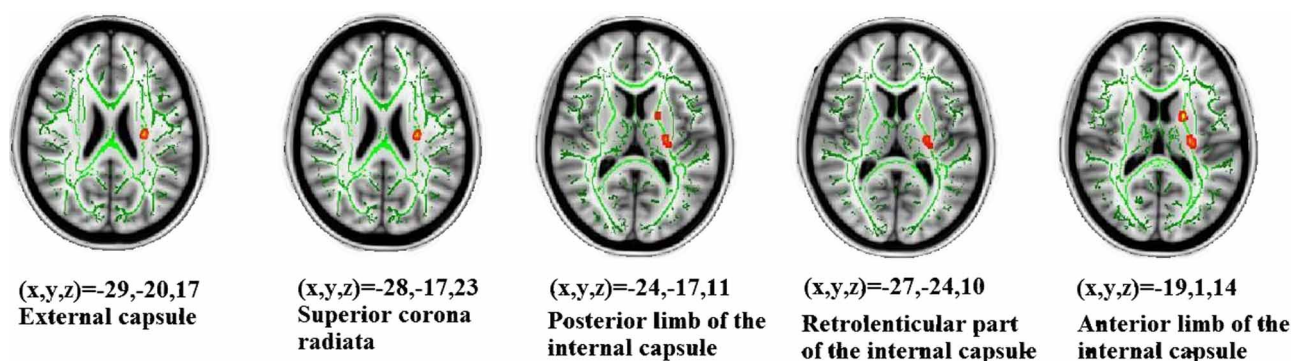 (x,y,z)=-29,-20,17
External capsule
(x,y,z)=-28,-17,23
Superior corona
radiata
(x,y,z)=-24,-17,11
Posterior limb of the
internal capsule
(x,y,z)=-27,-24,10
Retrolenticular part
of the internal capsule
(x,y,z)=-19,1,14
Anterior limb of the
internal capsule